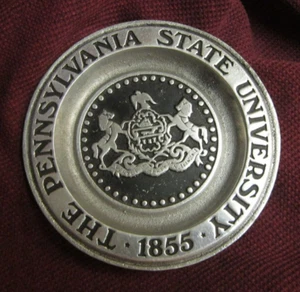 THE PENNSYLVANIA STATE UNIVERSITY
· 1855 ·